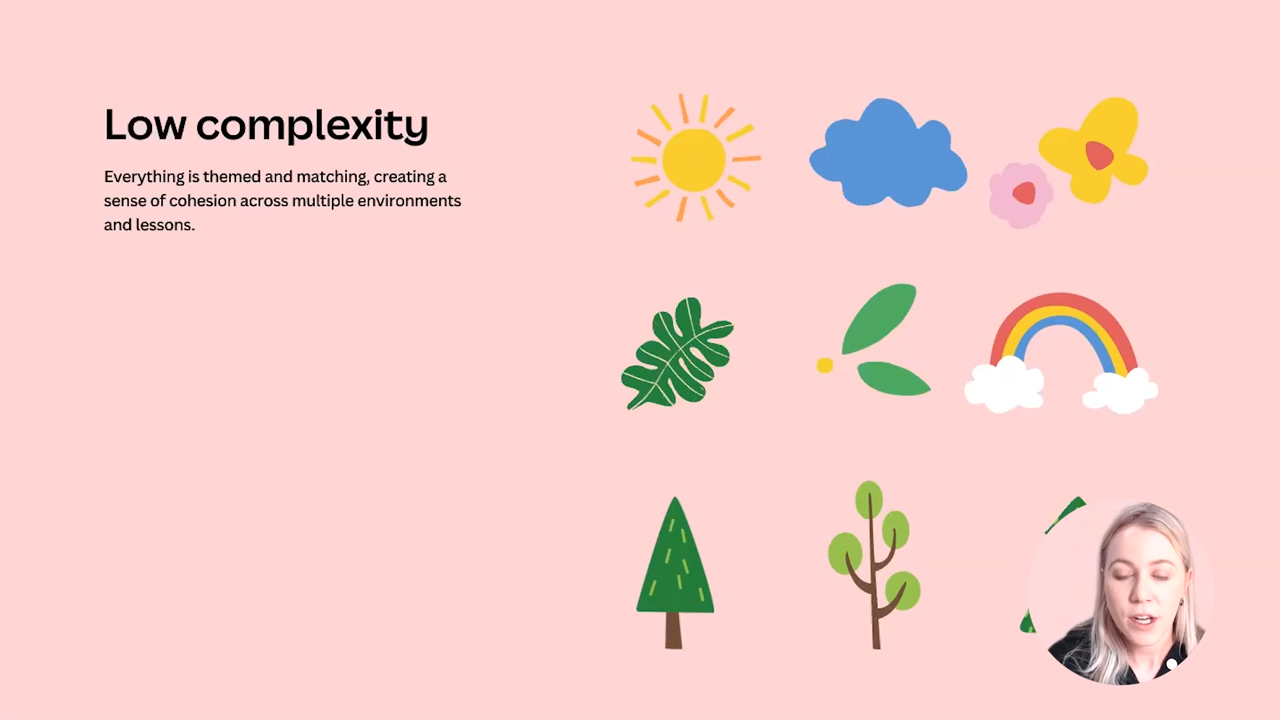 Low complexity
Everything is themed and matching, creating a
sense of cohesion across multiple environments
and lessons.